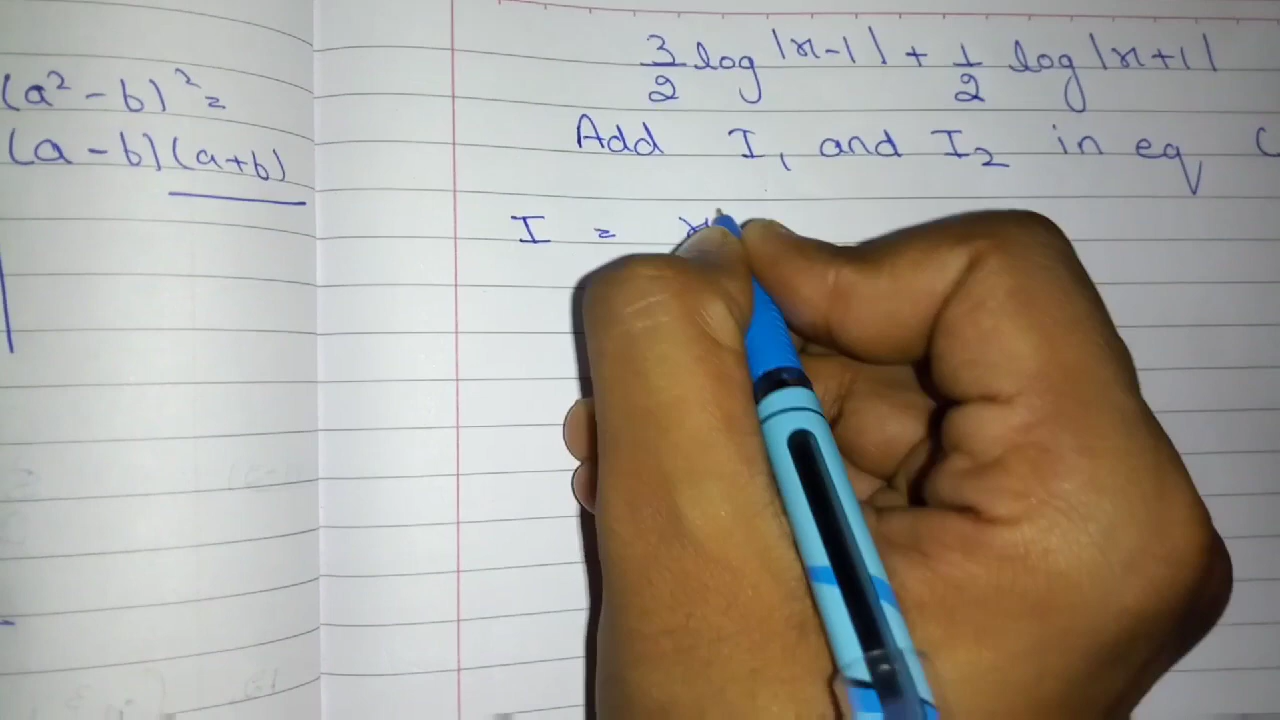 (a² - b)² =
(a - b)(a + b)
3/2 log |x - 1| + 1/2 log |x + 1|
Add I₁ and I₂ in eq (
I =